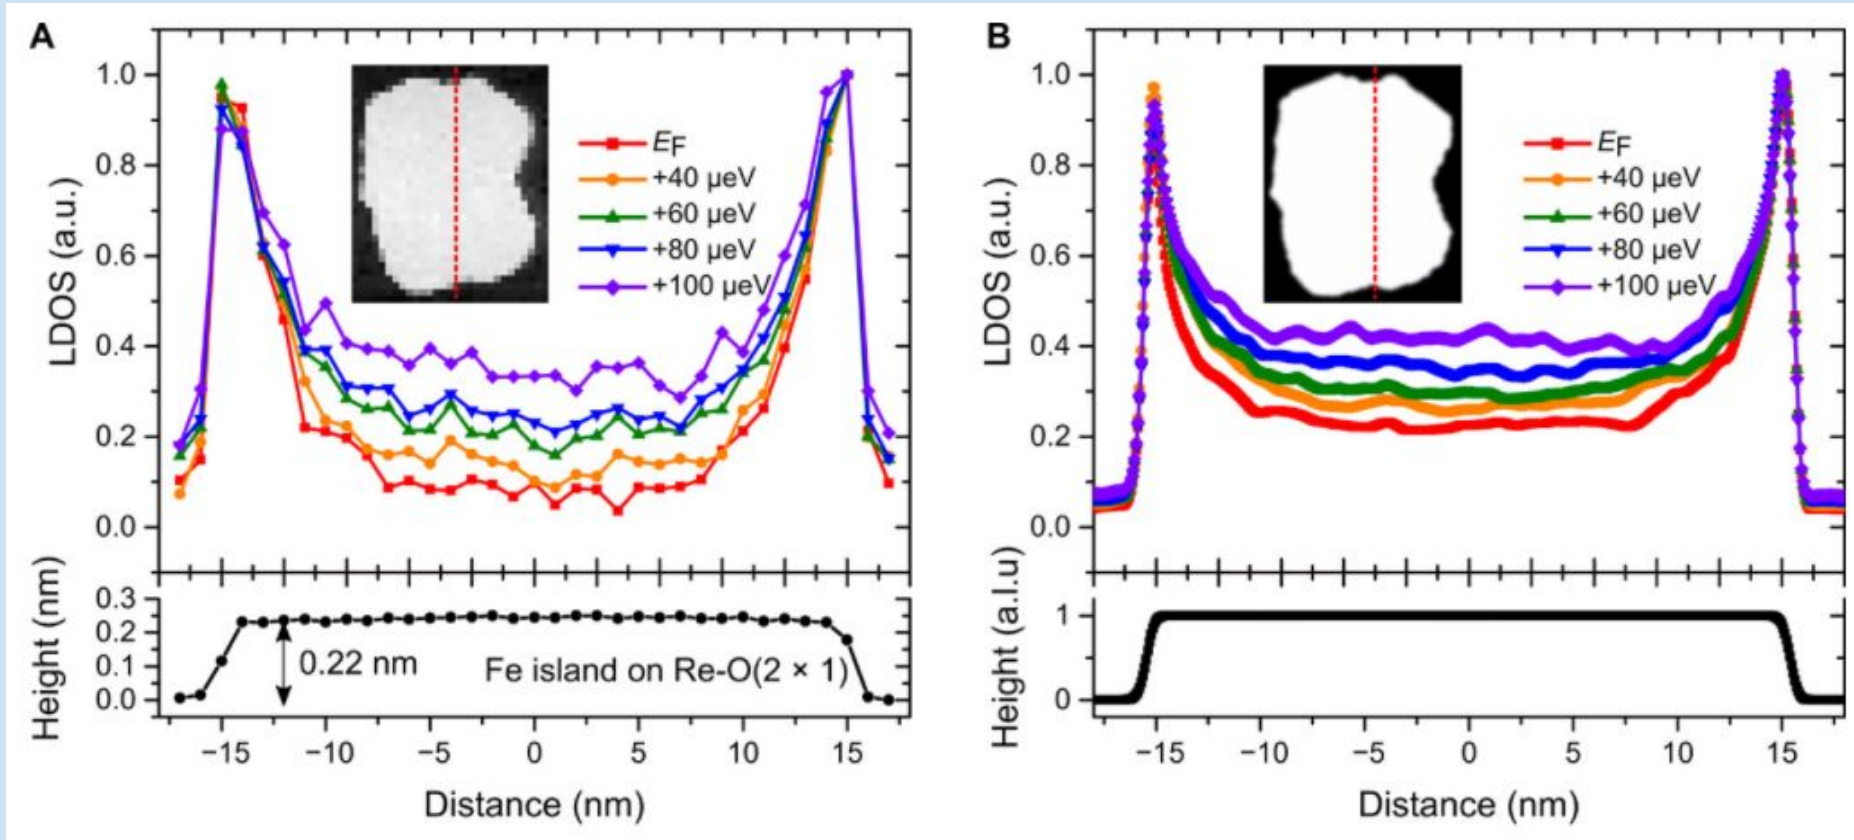 A
1.0
0.8
0.6
0.4
0.2
0.0
LDOS (a.u.)
E_F
+40 μeV
+60 μeV
+80 μeV
+100 μeV
0.3
0.2
0.1
0.0
Height (nm)
0.22 nm
Fe island on Re-O(2 × 1)
−15 −10 −5 0 5 10 15
Distance (nm)
B
1.0
0.8
0.6
0.4
0.2
0.0
LDOS (a.u.)
E_F
+40 μeV
+60 μeV
+80 μeV
+100 μeV
1
0
Height (a.l.u)
−15 −10 −5 0 5 10 15
Distance (nm)